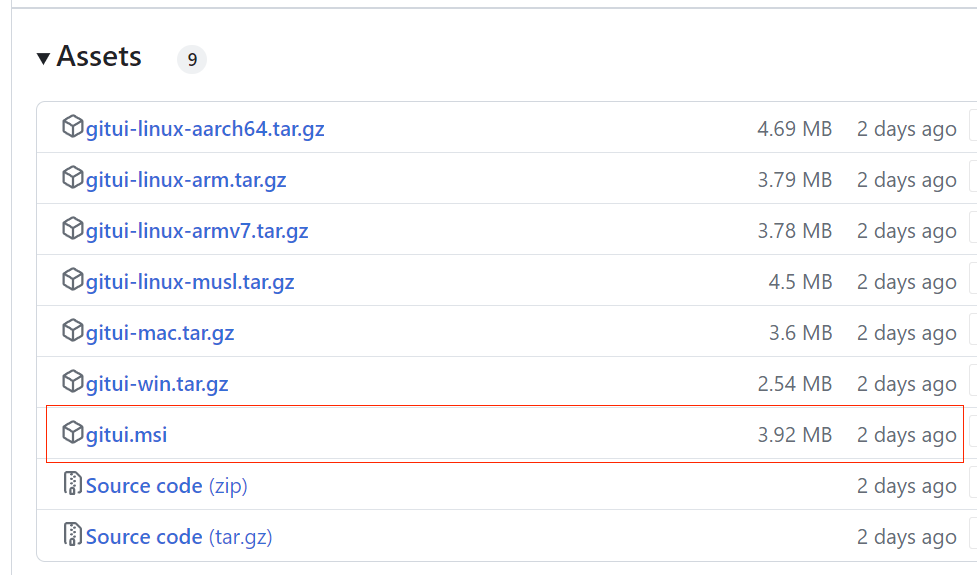 Assets 9
gitui-linux-aarch64.tar.gz 4.69 MB 2 days ago
gitui-linux-arm.tar.gz 3.79 MB 2 days ago
gitui-linux-armv7.tar.gz 3.78 MB 2 days ago
gitui-linux-musl.tar.gz 4.5 MB 2 days ago
gitui-mac.tar.gz 3.6 MB 2 days ago
gitui-win.tar.gz 2.54 MB 2 days ago
gitui.msi 3.92 MB 2 days ago
Source code (zip) 2 days ago
Source code (tar.gz) 2 days ago